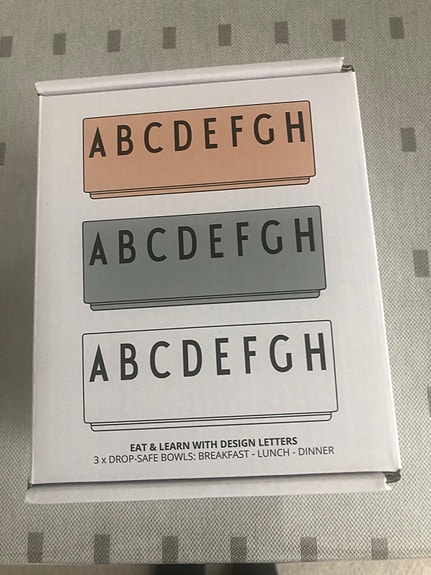 ABCDEFGH
ABCDEFGH
ABCDEFGH
EAT & LEARN WITH DESIGN LETTERS
3 x DROP-SAFE BOWLS: BREAKFAST - LUNCH - DINNER